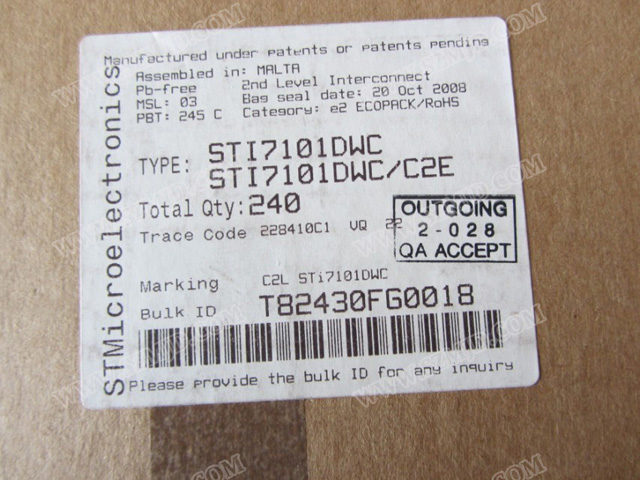 Manufactured under patents or patents pending
Assembled in: MALTA
Pb-free 2nd Level Interconnect
MSL: 03 Bag seal date: 20 Oct 2008
PBT: 245 C Category: e2 ECOPACK/RoHS
STMicroelectronics
TYPE: STI7101DWC
STI7101DWC/C2E
Total Qty: 240
Trace Code 228410C1 VQ 22
OUTGOING
2-028
QA ACCEPT
Marking C2L STi7101DWC
Bulk ID T82430FG0018
Please provide the bulk ID for any inquiry